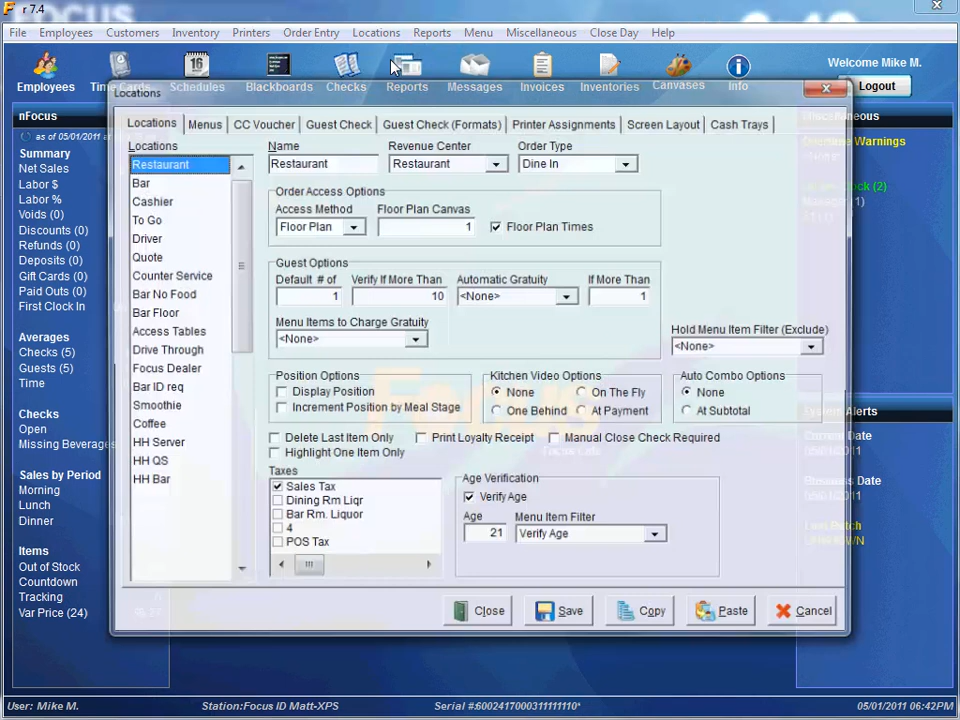 r 7.4
File Employees Customers Inventory Printers Order Entry Locations Reports Menu Miscellaneous Close Day Help
Employees Time Cards Schedules Blackboards Checks Reports Messages Invoices Inventories Canvases Info
Welcome Mike M.
Logout
nFocus
as of 05/01/2011 a
Summary
Net Sales
Labor $
Labor %
Voids (0)
Discounts (0)
Refunds (0)
Deposits (0)
Gift Cards (0)
Paid Outs (0)
First Clock In
Averages
Checks (5)
Guests (5)
Time
Checks
Open
Missing Beverages
Sales by Period
Morning
Lunch
Dinner
Items
Out of Stock
Countdown
Tracking
Var Price (24)
Locations
Locations Menus CC Voucher Guest Check Guest Check (Formats) Printer Assignments Screen Layout Cash Trays
Locations
Restaurant
Bar
Cashier
To Go
Driver
Quote
Counter Service
Bar No Food
Bar Floor
Access Tables
Drive Through
Focus Dealer
Bar ID req
Smoothie
Coffee
HH Server
HH QS
HH Bar
Name Revenue Center Order Type
Restaurant Restaurant Dine In
Order Access Options
Access Method Floor Plan Canvas
Floor Plan 1 Floor Plan Times
Guest Options
Default # of Verify If More Than Automatic Gratuity If More Than
1 10 <None> 1
Menu Items to Charge Gratuity
<None>
Hold Menu Item Filter (Exclude)
<None>
Position Options
Display Position
Increment Position by Meal Stage
Kitchen Video Options
None On The Fly
One Behind At Payment
Auto Combo Options
None
At Subtotal
Delete Last Item Only Print Loyalty Receipt Manual Close Check Required
Highlight One Item Only
Taxes
Sales Tax
Dining Rm Liqr
Bar Rm. Liquor
4
POS Tax
Age Verification
Verify Age
Age Menu Item Filter
21 Verify Age
Close Save Copy Paste Cancel
Miscellaneous
Warnings
(2)
System Alerts
Current Date
05/01/2011
Business Date
05/01/2011
User: Mike M. Station:Focus ID Matt-XPS Serial #:6002417000311111110* 05/01/2011 06:42PM